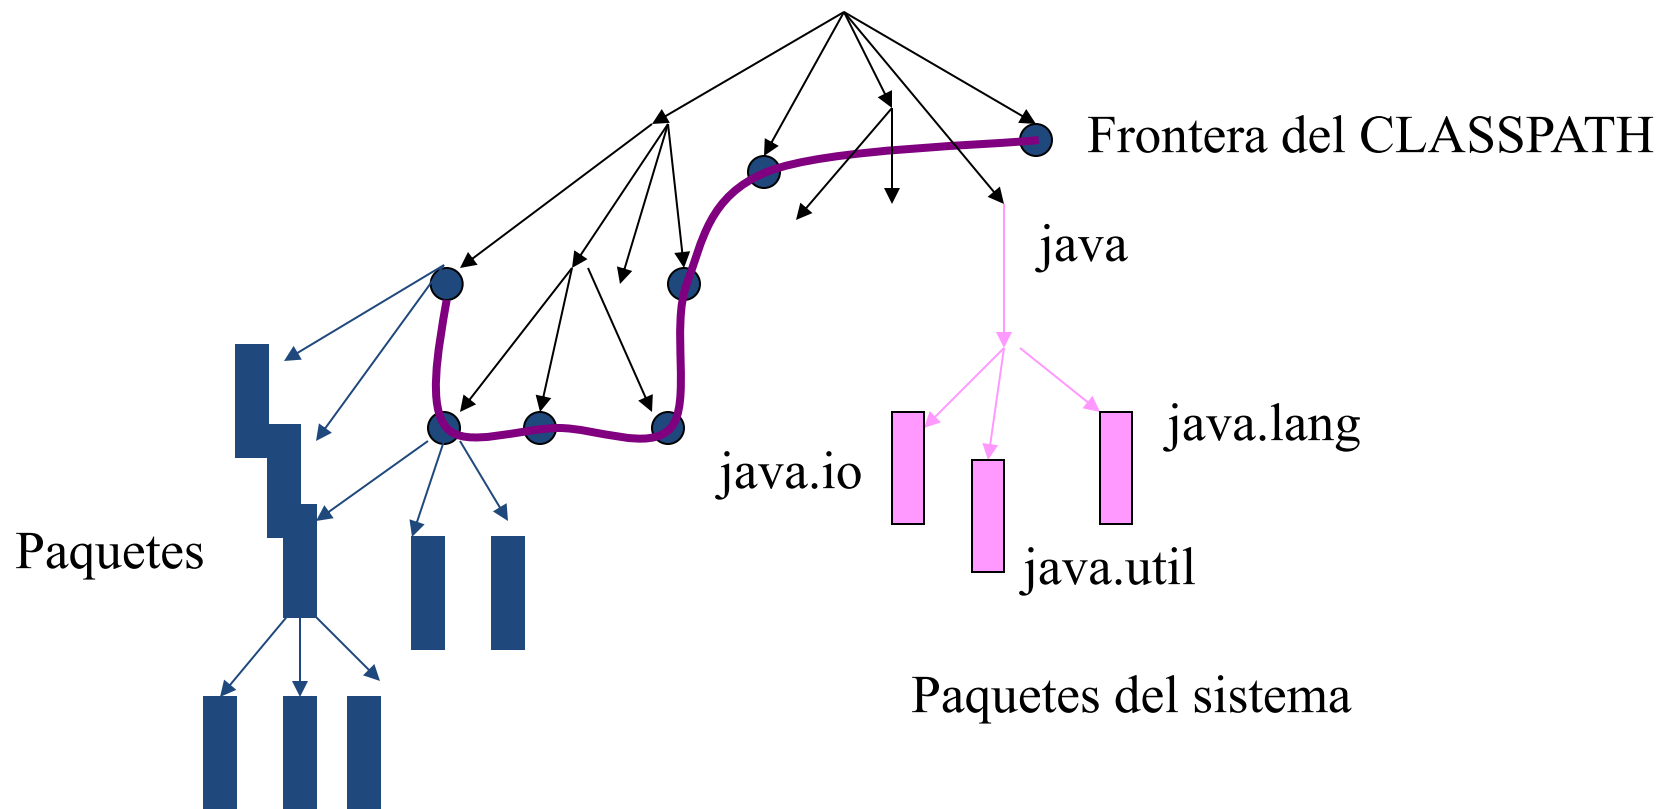 Frontera del CLASSPATH
java
java.lang
java.io
Paquetes
java.util
Paquetes del sistema